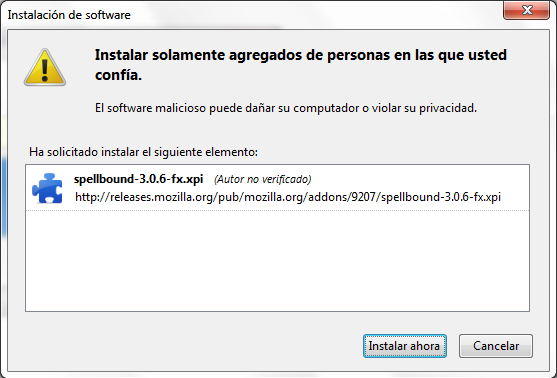 Instalación de software
Instalar solamente agregados de personas en las que usted
confía.
El software malicioso puede dañar su computador o violar su privacidad.
Ha solicitado instalar el siguiente elemento:
spellbound-3.0.6-fx.xpi (Autor no verificado)
http://releases.mozilla.org/pub/mozilla.org/addons/9207/spellbound-3.0.6-fx.xpi
Instalar ahora Cancelar